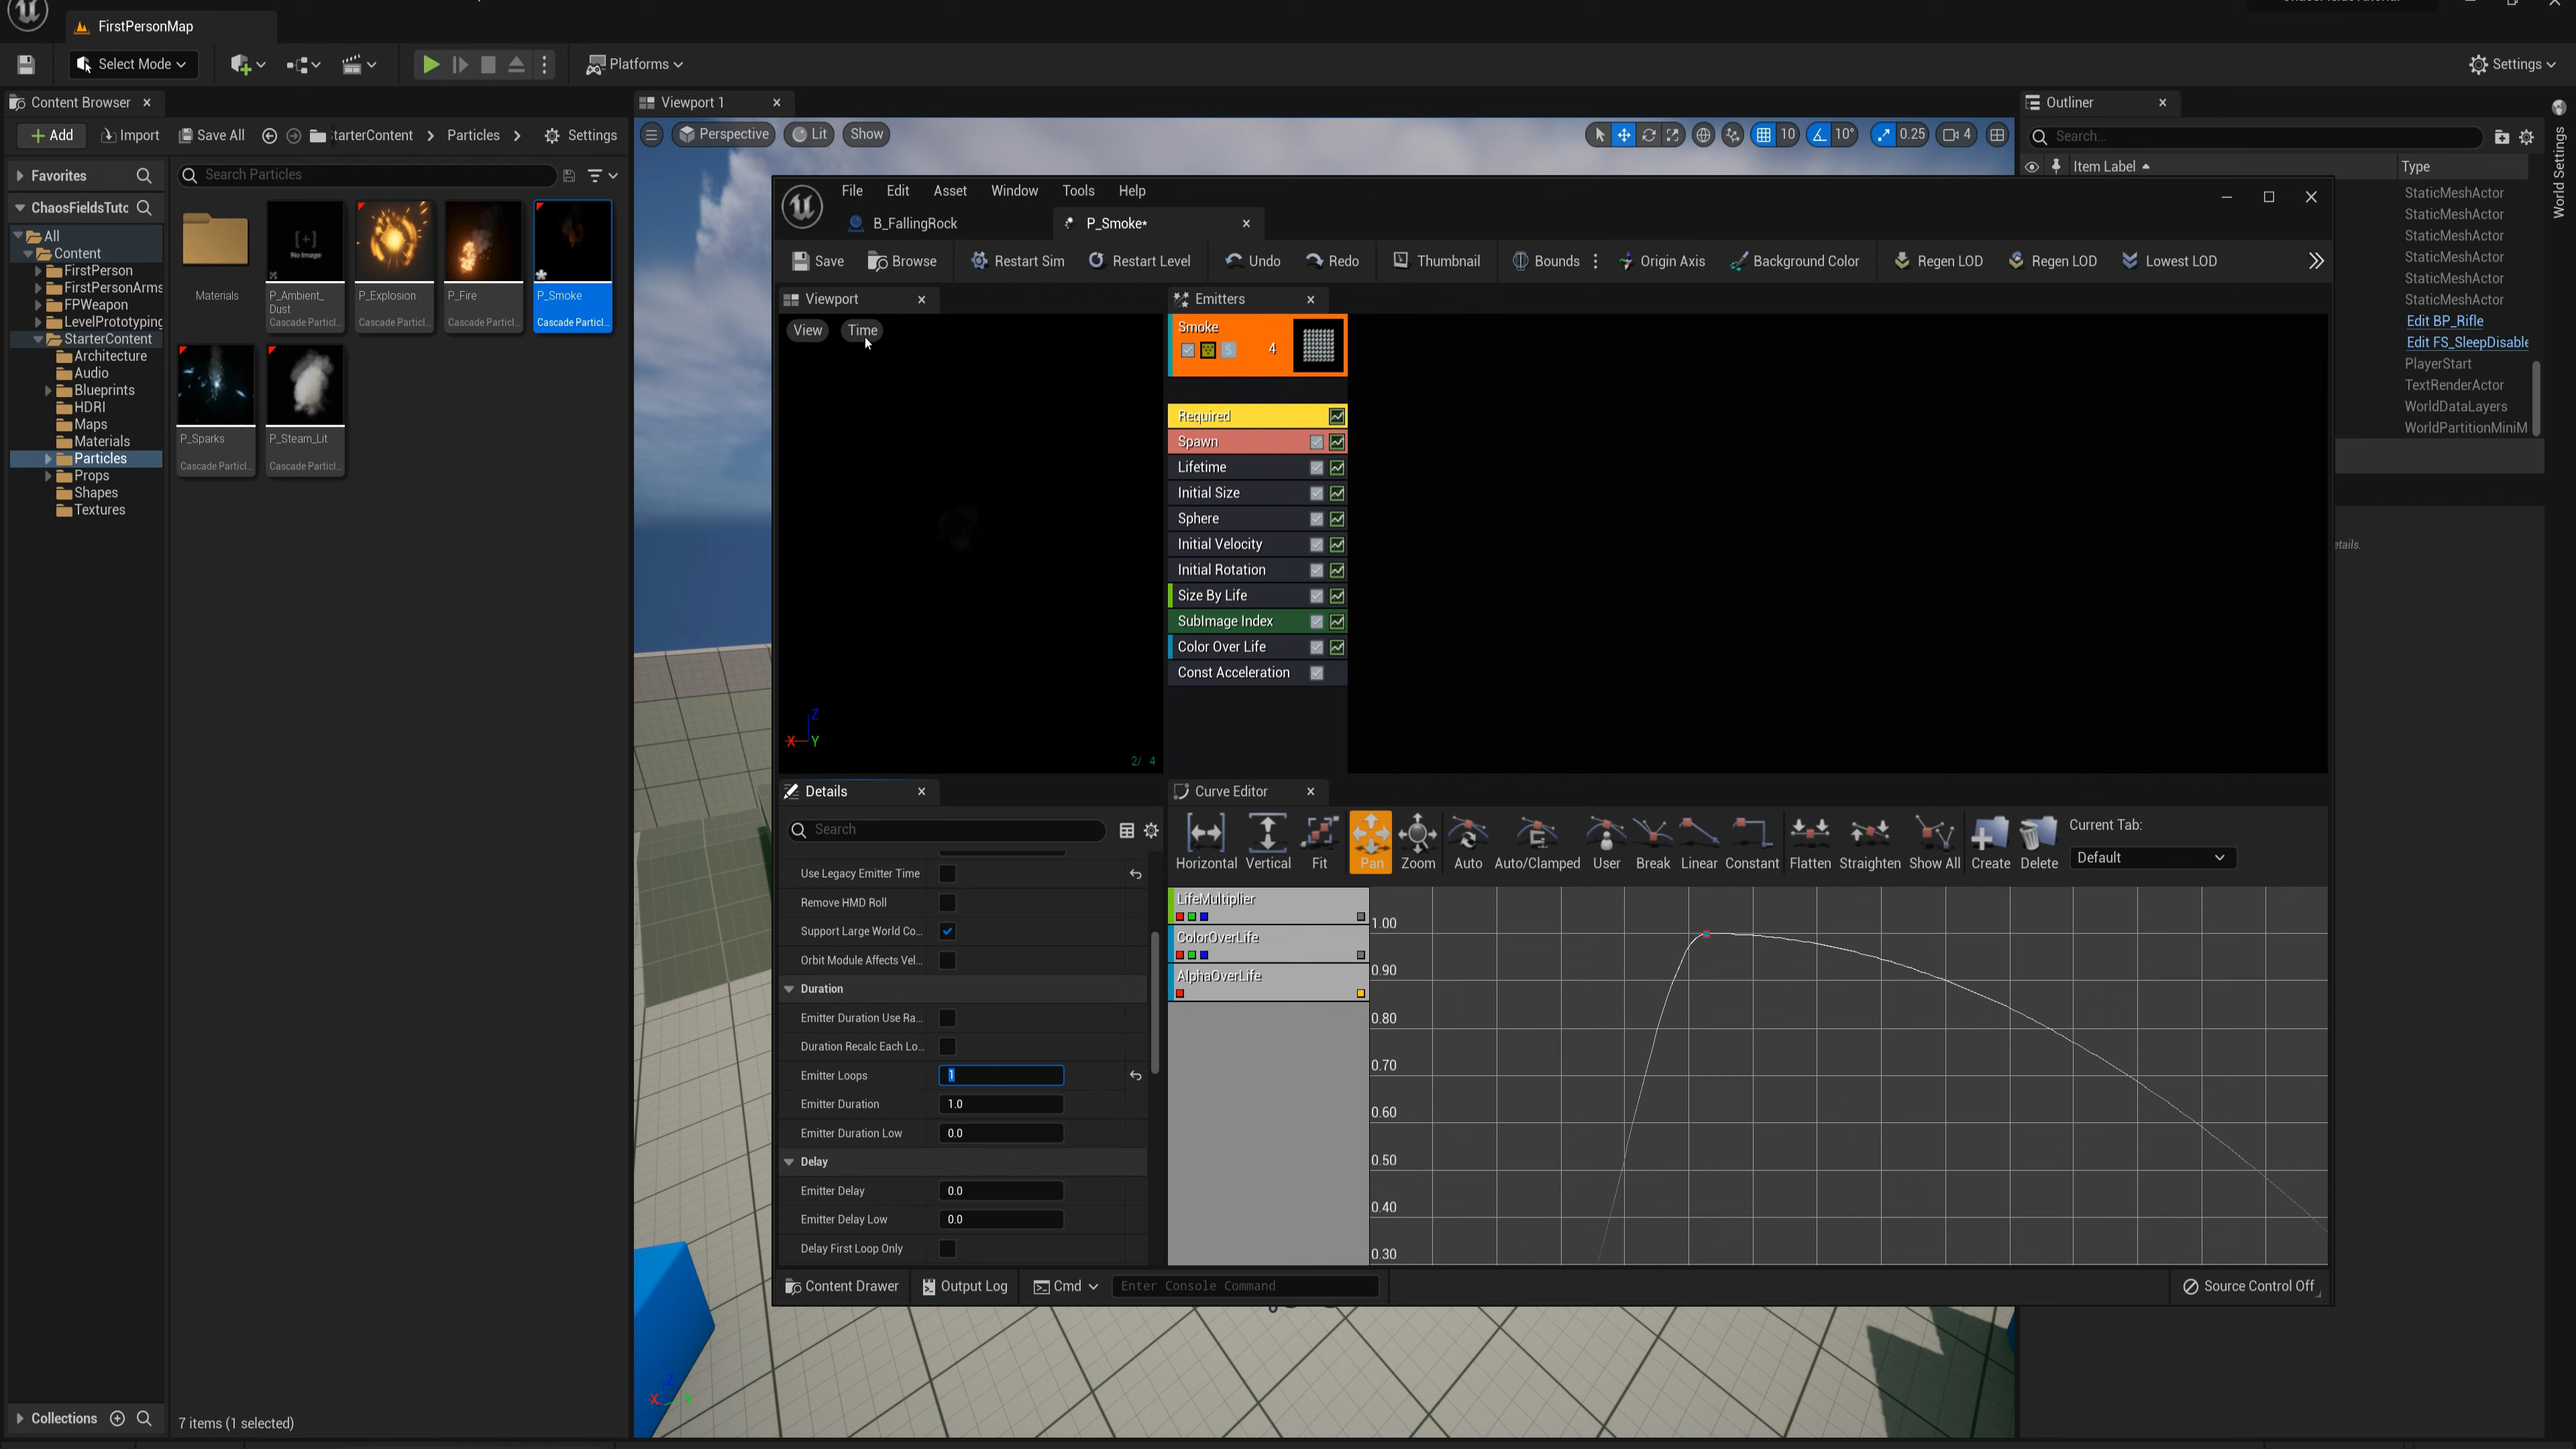 FirstPersonMap
Select Mode
Platforms
Settings
Content Browser
Viewport 1
Outliner
Add
Import
Save All
tarterContent
Particles
Settings
Perspective
Lit
Show
10
10°
0.25
4
Search...
World Settings
Favorites
Search Particles
Item Label
Type
ChaosFieldsTuto
All
Content
FirstPerson
FirstPersonArms
FPWeapon
LevelPrototyping
StarterContent
Architecture
Audio
Blueprints
HDRI
Maps
Materials
Particles
Props
Shapes
Textures
No Image
Materials
P_Ambient_
Dust
Cascade Particl...
P_Explosion
Cascade Particl...
P_Fire
Cascade Particl...
P_Smoke
Cascade Particl...
P_Sparks
Cascade Particl...
P_Steam_Lit
Cascade Particl...
StaticMeshActor
StaticMeshActor
StaticMeshActor
StaticMeshActor
StaticMeshActor
StaticMeshActor
Edit BP_Rifle
Edit FS_SleepDisable
PlayerStart
TextRenderActor
WorldDataLayers
WorldPartitionMiniM
etails.
File
Edit
Asset
Window
Tools
Help
B_FallingRock
P_Smoke*
Save
Browse
Restart Sim
Restart Level
Undo
Redo
Thumbnail
Bounds
Origin Axis
Background Color
Regen LOD
Regen LOD
Lowest LOD
Viewport
Emitters
View
Time
Smoke
S
4
Required
Spawn
Lifetime
Initial Size
Sphere
Initial Velocity
Initial Rotation
Size By Life
SubImage Index
Color Over Life
Const Acceleration
Z
X
Y
2/ 4
Details
Curve Editor
Search
Horizontal
Vertical
Fit
Pan
Zoom
Auto
Auto/Clamped
User
Break
Linear
Constant
Flatten
Straighten
Show All
Create
Delete
Current Tab:
Default
Use Legacy Emitter Time
Remove HMD Roll
Support Large World Co...
Orbit Module Affects Vel...
Duration
Emitter Duration Use Ra...
Duration Recalc Each Lo...
Emitter Loops
1
Emitter Duration
1.0
Emitter Duration Low
0.0
Delay
Emitter Delay
0.0
Emitter Delay Low
0.0
Delay First Loop Only
LifeMultiplier
ColorOverLife
AlphaOverLife
1.00
0.90
0.80
0.70
0.60
0.50
0.40
0.30
Content Drawer
Output Log
Cmd
Enter Console Command
Source Control Off
Z
X
Y
Collections
7 items (1 selected)